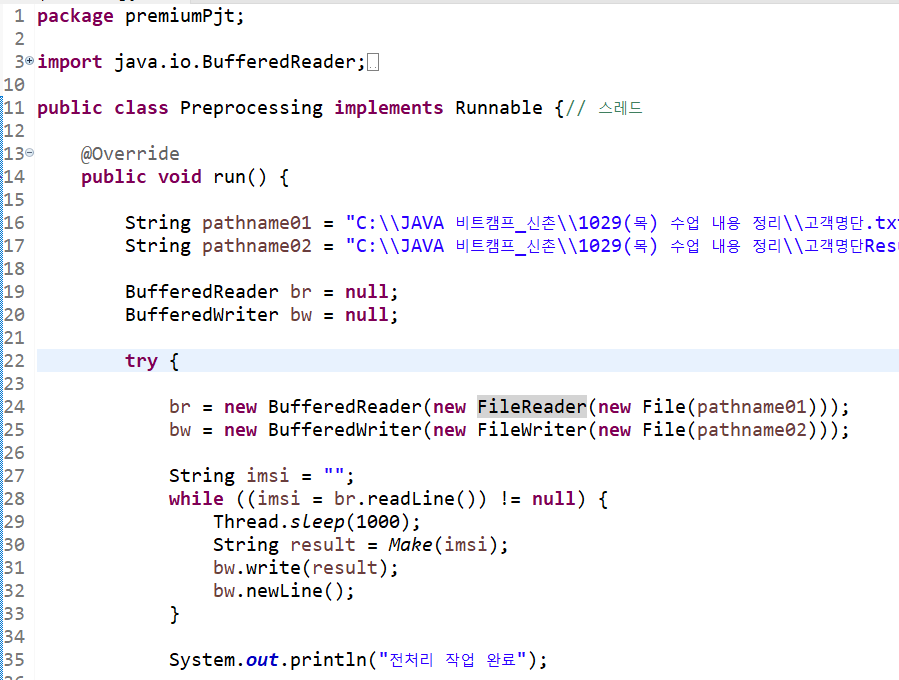 1 package premiumPjt;
2
3 import java.io.BufferedReader;
10
11 public class Preprocessing implements Runnable {// 스레드
12
13 @Override
14 public void run() {
15
16 String pathname01 = "C:\\JAVA 비트캠프_신촌\\1029(목) 수업 내용 정리\\고객명단.txt
17 String pathname02 = "C:\\JAVA 비트캠프_신촌\\1029(목) 수업 내용 정리\\고객명단Resu
18
19 BufferedReader br = null;
20 BufferedWriter bw = null;
21
22 try {
23
24 br = new BufferedReader(new FileReader(new File(pathname01)));
25 bw = new BufferedWriter(new FileWriter(new File(pathname02)));
26
27 String imsi = "";
28 while ((imsi = br.readLine()) != null) {
29 Thread.sleep(1000);
30 String result = Make(imsi);
31 bw.write(result);
32 bw.newLine();
33 }
34
35 System.out.println("전처리 작업 완료");